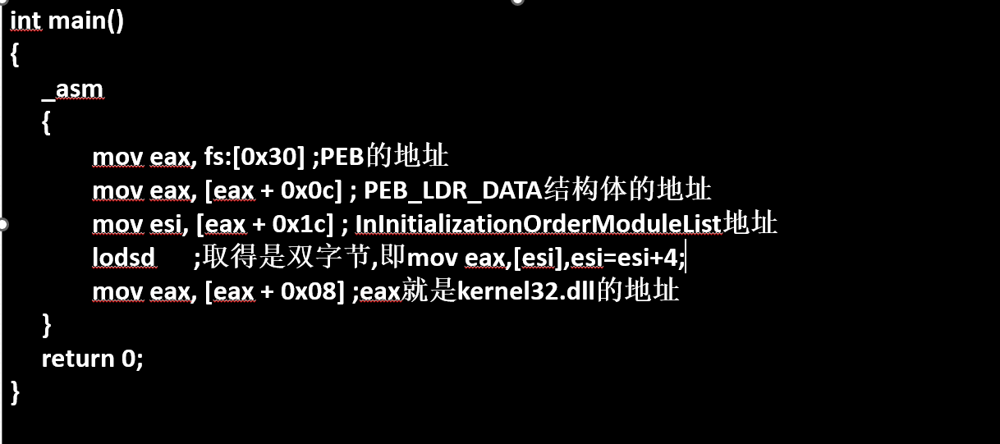 int main()
{
_asm
{
mov eax, fs:[0x30] ;PEB的地址
mov eax, [eax + 0x0c] ; PEB_LDR_DATA结构体的地址
mov esi, [eax + 0x1c] ; InInitializationOrderModuleList地址
lodsd ;取得是双字节,即mov eax,[esi],esi=esi+4;
mov eax, [eax + 0x08] ;eax就是kernel32.dll的地址
}
return 0;
}